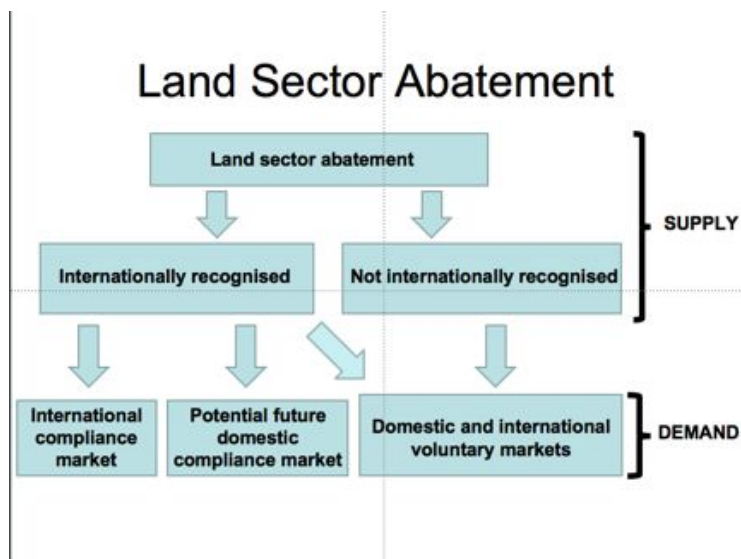 Land Sector Abatement
Land sector abatement
SUPPLY
Internationally recognised
Not internationally recognised
International
compliance
market
Potential future
domestic
compliance market
Domestic and international
voluntary markets
DEMAND